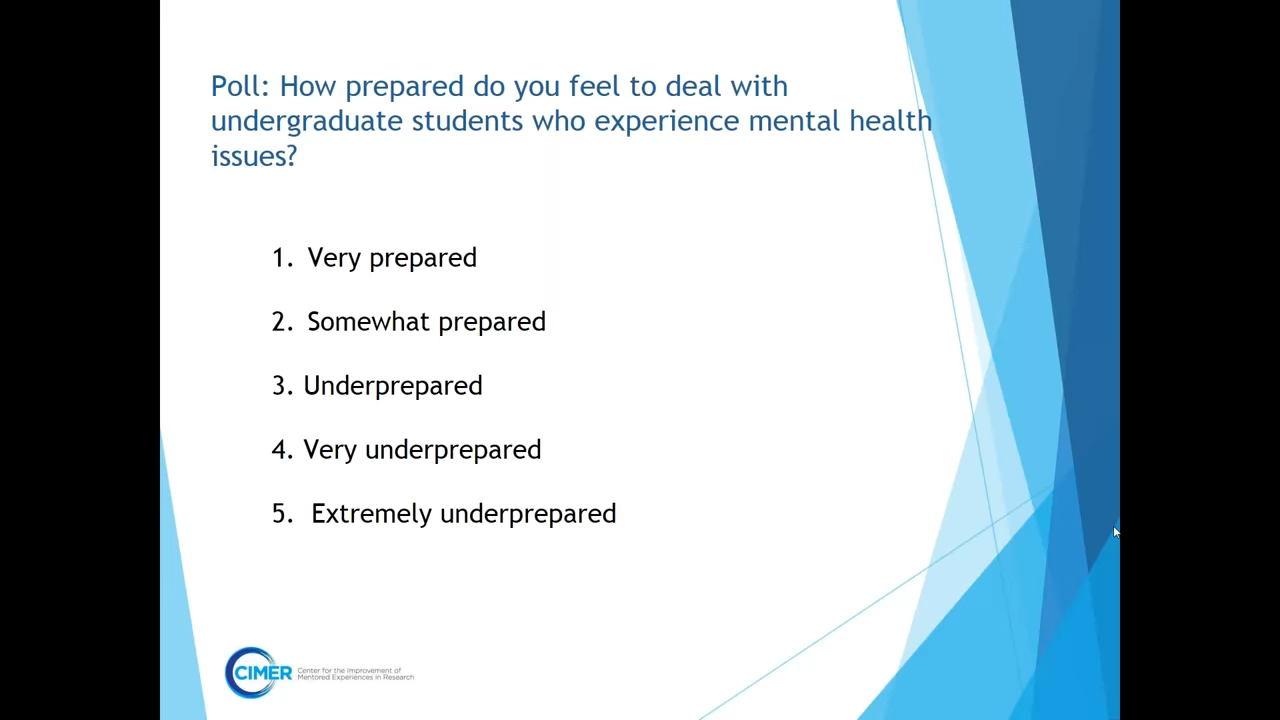 Poll: How prepared do you feel to deal with
undergraduate students who experience mental health
issues?
1. Very prepared
2. Somewhat prepared
3. Underprepared
4. Very underprepared
5. Extremely underprepared
CIMER
Center for the Improvement of
Mentored Experiences in Research